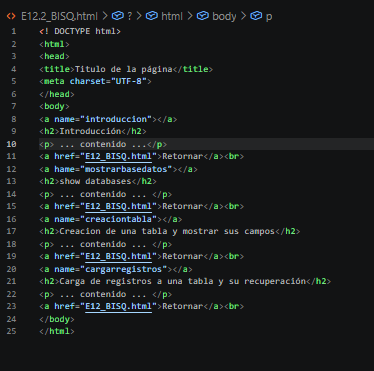 E12.2_BISQ.html > ? > html > body > p
1 <! DOCTYPE html>
2 <html>
3 <head>
4 <title>Titulo de la página</title>
5 <meta charset="UTF-8">
6 </head>
7 <body>
8 <a name="introduccion"></a>
9 <h2>Introducción</h2>
10 <p> ... contenido ...</p>
11 <a href="E12_BISQ.html">Retornar</a><br>
12 <a name="mostrarbasedatos"></a>
13 <h2>show databases</h2>
14 <p> ... contenido ... </p>
15 <a href="E12_BISQ.html">Retornar</a><br>
16 <a name="creaciontabla"></a>
17 <h2>Creacion de una tabla y mostrar sus campos</h2>
18 <p> ... contenido ... </p>
19 <a href="E12_BISQ.html">Retornar</a><br>
20 <a name="cargarregistros"></a>
21 <h2>Carga de registros a una tabla y su recuperación</h2>
22 <p> ... contenido ... </p>
23 <a href="E12_BISQ.html">Retornar</a><br>
24 </body>
25 </html>